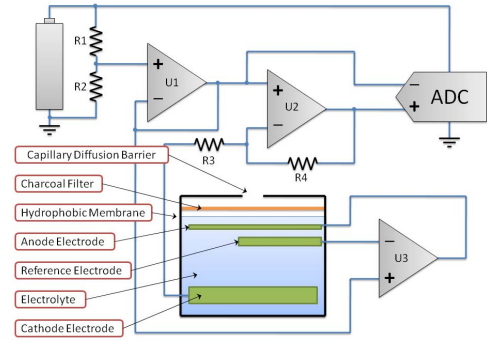 R1
R2
+
−
U1
+
−
U2
−
+
ADC
R3
R4
Capillary Diffusion Barrier
Charcoal Filter
Hydrophobic Membrane
Anode Electrode
Reference Electrode
Electrolyte
Cathode Electrode
−
+
U3